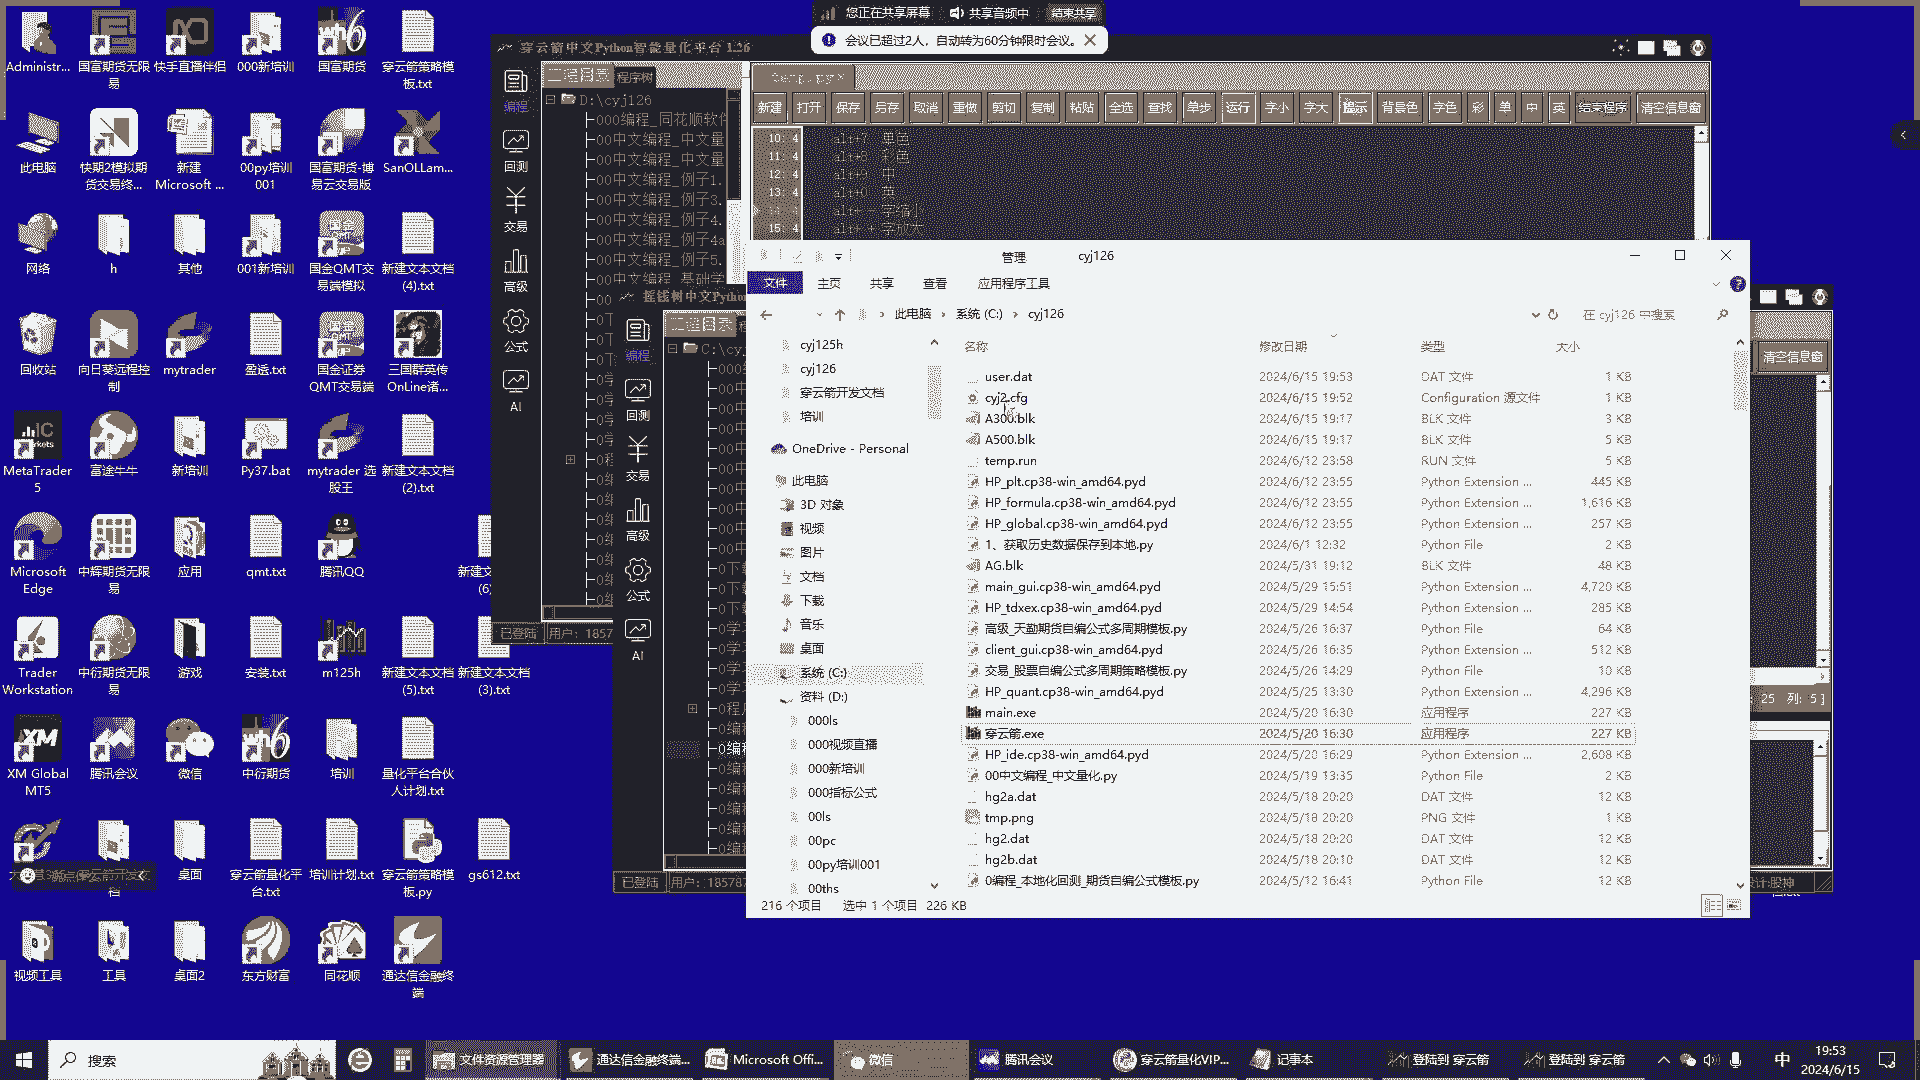 您正在共享屏幕 共享音频中 结束共享
会议已超过2人，自动转为60分钟限时会议。
Administr...
国富期货无限易
快手直播伴侣
000新培训
国富期货
穿云箭策略模板.txt
此电脑
快期2模拟期货交易终...
新建 Microsoft ...
00py培训001
国富期货-博易云交易版
SanOLLam...
网络
h
其他
001新培训
国金QMT交易端模拟
新建文本文档(4).txt
回收站
向日葵远程控制
mytrader
盈透.txt
国金证券QMT交易端
三国群英传OnLine诸...
MetaTrader 5
富途牛牛
新培训
Py37.bat
mytrader 选股王
新建文本文档(2).txt
Microsoft Edge
中辉期货无限易
应用
qmt.txt
腾讯QQ
Trader Workstation
中衍期货无限易
游戏
安装.txt
m125h
新建文本文档(5).txt
新建文本文档(3).txt
XM Global MT5
腾讯会议
微信
中衍期货
培训
量化平台合伙人计划.txt
桌面
穿云箭量化平台.txt
培训计划.txt
穿云箭策略模板.py
gs612.txt
视频工具
工具
桌面2
东方财富
同花顺
通达信金融终端
穿云箭中文Python智能量化平台 1.26
编程
回测
交易
高级
公式
AI
工程目录 程序树
D:\cyj126
000编程_同花顺软件
00中文编程_中文量
00中文编程_中文量
00中文编程_例子1.
00中文编程_例子3.
00中文编程_例子4.
00中文编程_例子4a
00中文编程_例子5.
00中文编程_基础学
新建 打开 保存 另存 取消 重做 剪切 复制 粘贴 全选 查找 单步 运行 字小 字大 提示 背景色 字色 彩 单 中 英 结束程序 清空信息窗
10: 4 alt+7 单色
11: 4 alt+8 彩色
12: 4 alt+9 中
13: 4 alt+0 英
14: 4 alt+- 字缩小
15: 4 alt+ + 字放大
摇钱树中文Python
编程
回测
交易
高级
公式
AI
工程目录
清空信息窗
25 列: 5 ]
已登陆 用户: 1857
已登陆 用户: 18578
设计:股神
管理 cyj126
文件 主页 共享 查看 应用程序工具
此电脑 系统 (C:) cyj126
在 cyj126 中搜索
cyj125h
cyj126
穿云箭开发文档
培训
OneDrive - Personal
此电脑
3D 对象
视频
图片
文档
下载
音乐
桌面
系统 (C:)
资料 (D:)
000ls
000视频直播
000新培训
000指标公式
00ls
00pc
00py培训001
00ths
名称 修改日期 类型 大小
user.dat 2024/6/15 19:53 DAT 文件 1 KB
cyj2.cfg 2024/6/15 19:52 Configuration 源文件 1 KB
A300.blk 2024/6/15 19:17 BLK 文件 3 KB
A500.blk 2024/6/15 19:17 BLK 文件 5 KB
temp.run 2024/6/12 23:58 RUN 文件 5 KB
HP_plt.cp38-win_amd64.pyd 2024/6/12 23:55 Python Extension ... 445 KB
HP_formula.cp38-win_amd64.pyd 2024/6/12 23:55 Python Extension ... 1,616 KB
HP_global.cp38-win_amd64.pyd 2024/6/12 23:55 Python Extension ... 257 KB
1、获取历史数据保存到本地.py 2024/6/1 12:32 Python File 2 KB
AG.blk 2024/5/31 19:12 BLK 文件 48 KB
main_gui.cp38-win_amd64.pyd 2024/5/29 15:51 Python Extension ... 4,720 KB
HP_tdxex.cp38-win_amd64.pyd 2024/5/29 14:54 Python Extension ... 285 KB
高级_天勤期货自编公式多周期模板.py 2024/5/26 16:37 Python File 64 KB
client_gui.cp38-win_amd64.pyd 2024/5/26 16:35 Python Extension ... 512 KB
交易_股票自编公式多周期策略模板.py 2024/5/26 14:29 Python File 10 KB
HP_quant.cp38-win_amd64.pyd 2024/5/25 13:30 Python Extension ... 4,296 KB
main.exe 2024/5/20 16:30 应用程序 227 KB
穿云箭.exe 2024/5/20 16:30 应用程序 227 KB
HP_ide.cp38-win_amd64.pyd 2024/5/20 16:29 Python Extension ... 2,608 KB
00中文编程_中文量化.py 2024/5/19 13:35 Python File 2 KB
hg2a.dat 2024/5/18 20:20 DAT 文件 12 KB
tmp.png 2024/5/18 20:20 PNG 文件 1 KB
hg2.dat 2024/5/18 20:20 DAT 文件 12 KB
hg2b.dat 2024/5/18 20:10 DAT 文件 12 KB
0编程_本地化回测_期货自编公式模板.py 2024/5/12 16:41 Python File 12 KB
216 个项目 选中 1 个项目 226 KB
搜索
文件资源管理器
通达信金融终端...
Microsoft Offi...
微信
腾讯会议
穿云箭量化VIP...
记事本
登陆到 穿云箭
登陆到 穿云箭
中
19:53
2024/6/15